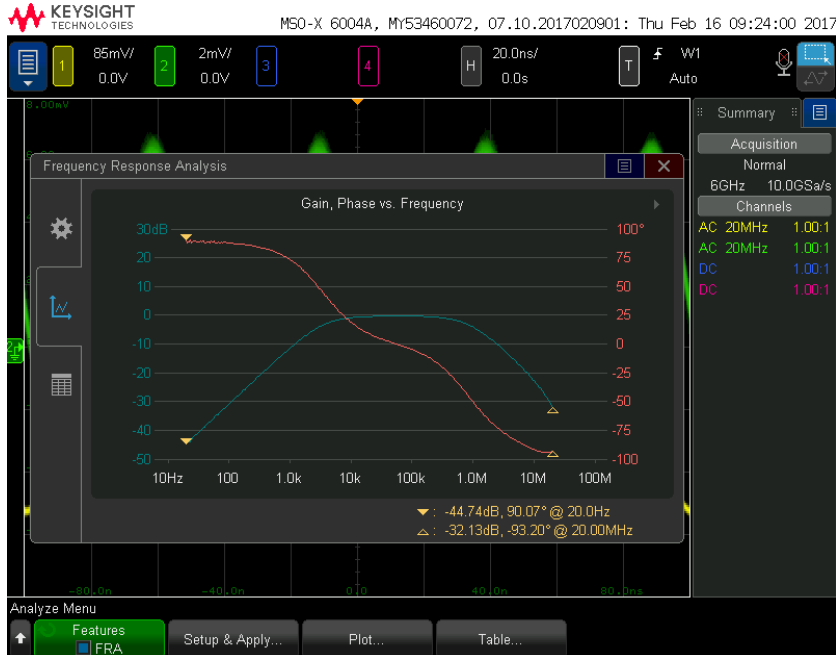 KEYSIGHT
TECHNOLOGIES
MSO-X 6004A, MY53460072, 07.10.2017020901: Thu Feb 16 09:24:00 2017
1 85mV/ 2 2mV/ 3 4 H 20.0ns/ T W1
0.0V 0.0V 0.0s Auto
8.00mV
Summary
Acquisition
Normal
6GHz 10.0GSa/s
Channels
AC 20MHz 1.00:1
AC 20MHz 1.00:1
DC 1.00:1
DC 1.00:1
Frequency Response Analysis
Gain, Phase vs. Frequency
30dB 100°
20 75
10 50
0 25
-10 0
-20 -25
-30 -50
-40 -75
-50 -100
10Hz 100 1.0k 10k 100k 1.0M 10M 100M
: -44.74dB, 90.07° @ 20.0Hz
: -32.13dB, -93.20° @ 20.00MHz
-80.0n -40.0n 0.0 40.0n 80.0ns
Analyze Menu
Features
FRA
Setup & Apply...
Plot...
Table...